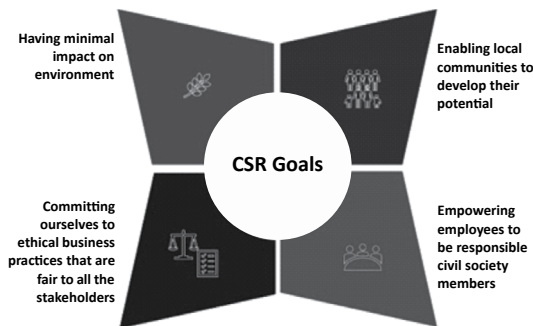 Having minimal
impact on
environment
Enabling local
communities to
develop their
potential
CSR Goals
Committing
ourselves to
ethical business
practices that are
fair to all the
stakeholders
Empowering
employees to
be responsible
civil society
members